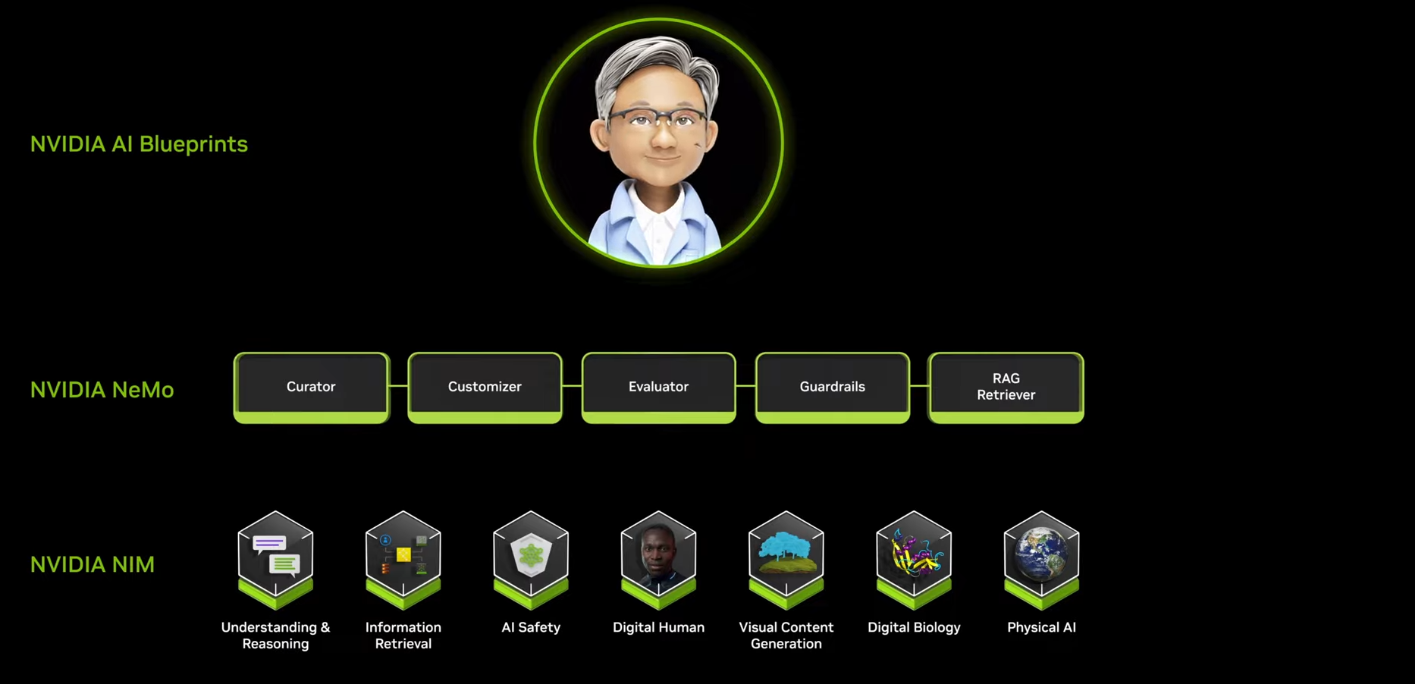 NVIDIA AI Blueprints
NVIDIA NeMo
Curator
Customizer
Evaluator
Guardrails
RAG
Retriever
NVIDIA NIM
Understanding &
Reasoning
Information
Retrieval
AI Safety
Digital Human
Visual Content
Generation
Digital Biology
Physical AI